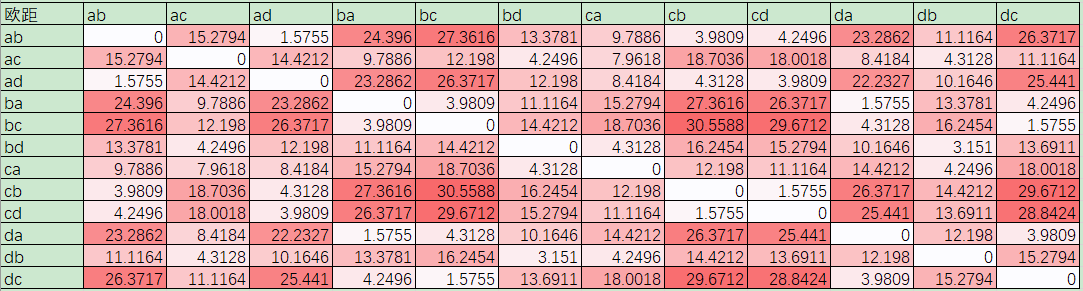 欧距 ab ac ad ba bc bd ca cb cd da db dc
ab 0 15.2794 1.5755 24.396 27.3616 13.3781 9.7886 3.9809 4.2496 23.2862 11.1164 26.3717
ac 15.2794 0 14.4212 9.7886 12.198 4.2496 7.9618 18.7036 18.0018 8.4184 4.3128 11.1164
ad 1.5755 14.4212 0 23.2862 26.3717 12.198 8.4184 4.3128 3.9809 22.2327 10.1646 25.441
ba 24.396 9.7886 23.2862 0 3.9809 11.1164 15.2794 27.3616 26.3717 1.5755 13.3781 4.2496
bc 27.3616 12.198 26.3717 3.9809 0 14.4212 18.7036 30.5588 29.6712 4.3128 16.2454 1.5755
bd 13.3781 4.2496 12.198 11.1164 14.4212 0 4.3128 16.2454 15.2794 10.1646 3.151 13.6911
ca 9.7886 7.9618 8.4184 15.2794 18.7036 4.3128 0 12.198 11.1164 14.4212 4.2496 18.0018
cb 3.9809 18.7036 4.3128 27.3616 30.5588 16.2454 12.198 0 1.5755 26.3717 14.4212 29.6712
cd 4.2496 18.0018 3.9809 26.3717 29.6712 15.2794 11.1164 1.5755 0 25.441 13.6911 28.8424
da 23.2862 8.4184 22.2327 1.5755 4.3128 10.1646 14.4212 26.3717 25.441 0 12.198 3.9809
db 11.1164 4.3128 10.1646 13.3781 16.2454 3.151 4.2496 14.4212 13.6911 12.198 0 15.2794
dc 26.3717 11.1164 25.441 4.2496 1.5755 13.6911 18.0018 29.6712 28.8424 3.9809 15.2794 0